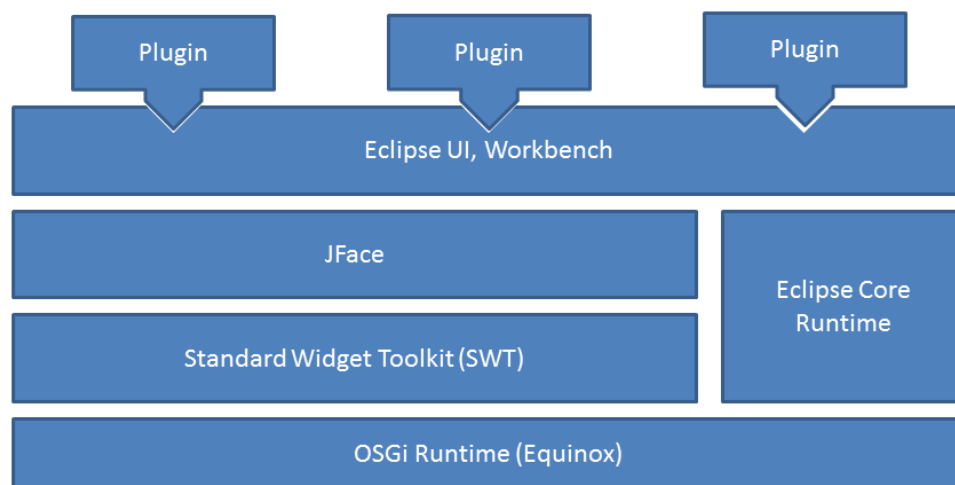 Plugin
Plugin
Plugin
Eclipse UI, Workbench
JFace
Eclipse Core
Runtime
Standard Widget Toolkit (SWT)
OSGi Runtime (Equinox)